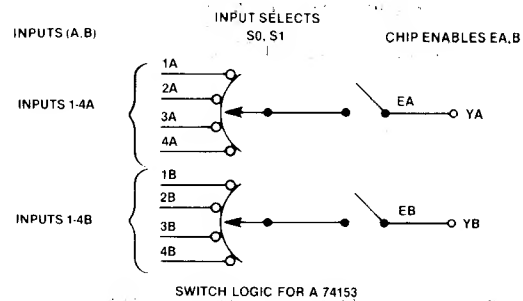 INPUT SELECTS
INPUTS (A,B)
S0, S1
CHIP ENABLES EA,B
1A
2A
EA
INPUTS 1-4A
YA
3A
4A
1B
2B
EB
INPUTS 1-4B
YB
3B
4B
SWITCH LOGIC FOR A 74153